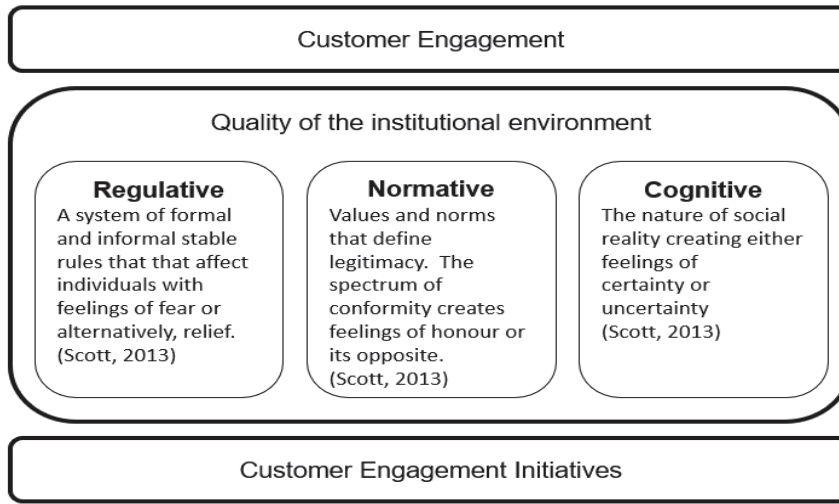 Customer Engagement
Quality of the institutional environment
Regulative
A system of formal
and informal stable
rules that that affect
individuals with
feelings of fear or
alternatively, relief.
(Scott, 2013)
Normative
Values and norms
that define
legitimacy.  The
spectrum of
conformity creates
feelings of honour or
its opposite.
(Scott, 2013)
Cognitive
The nature of social
reality creating either
feelings of
certainty or
uncertainty
(Scott, 2013)
Customer Engagement Initiatives